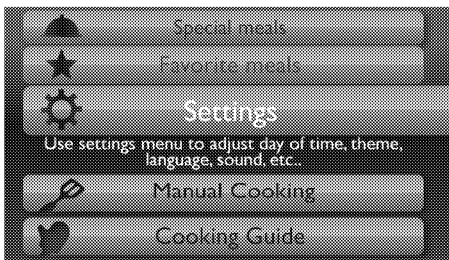 Special meals
Favorite meals
Settings
Use settings menu to adjust day of time, theme,
language, sound, etc..
Manual Cooking
Cooking Guide